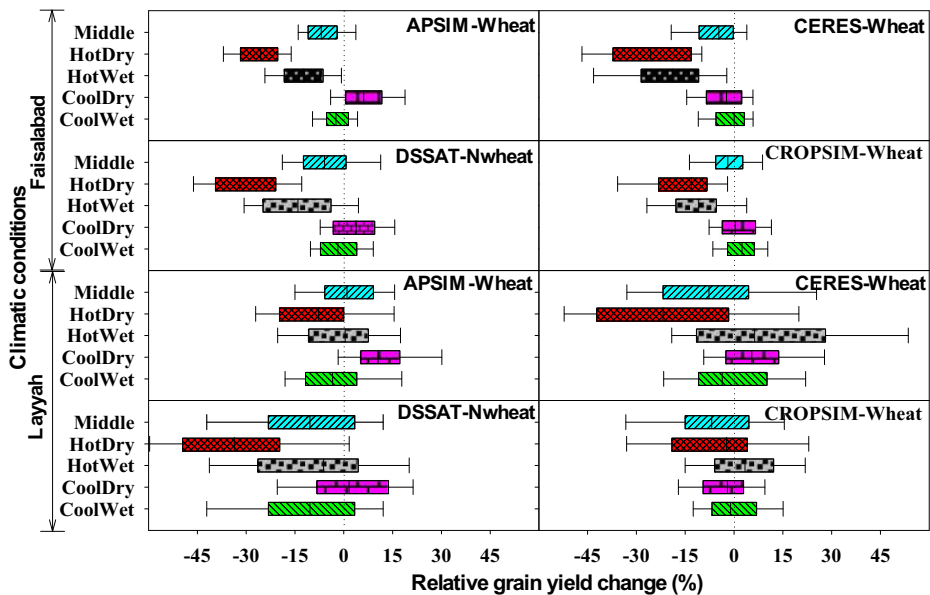 Climatic conditions
Faisalabad
Layyah
APSIM-Wheat
CERES-Wheat
Middle
HotDry
HotWet
CoolDry
CoolWet
DSSAT-Nwheat
CROPSIM-Wheat
Middle
HotDry
HotWet
CoolDry
CoolWet
APSIM-Wheat
CERES-Wheat
Middle
HotDry
HotWet
CoolDry
CoolWet
DSSAT-Nwheat
CROPSIM-Wheat
Middle
HotDry
HotWet
CoolDry
CoolWet
-45 -30 -15 0 15 30 45 -45 -30 -15 0 15 30 45
Relative grain yield change (%)